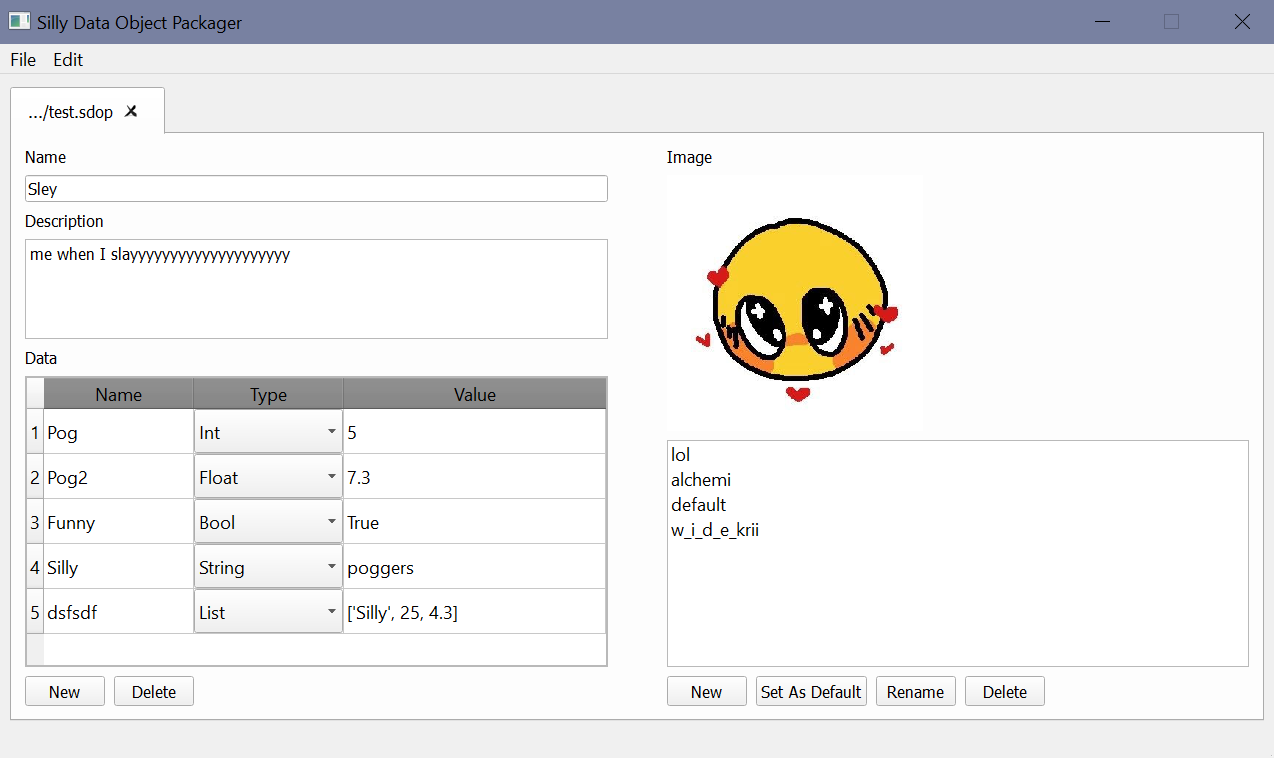 Silly Data Object Packager
File Edit
.../test.sdop
Name
Sley
Description
me when I slayyyyyyyyyyyyyyyyyyyy
Data
Name Type Value
1 Pog Int 5
2 Pog2 Float 7.3
3 Funny Bool True
4 Silly String poggers
5 dsfsdf List ['Silly', 25, 4.3]
New Delete
Image
lol
alchemi
default
w_i_d_e_krii
New Set As Default Rename Delete